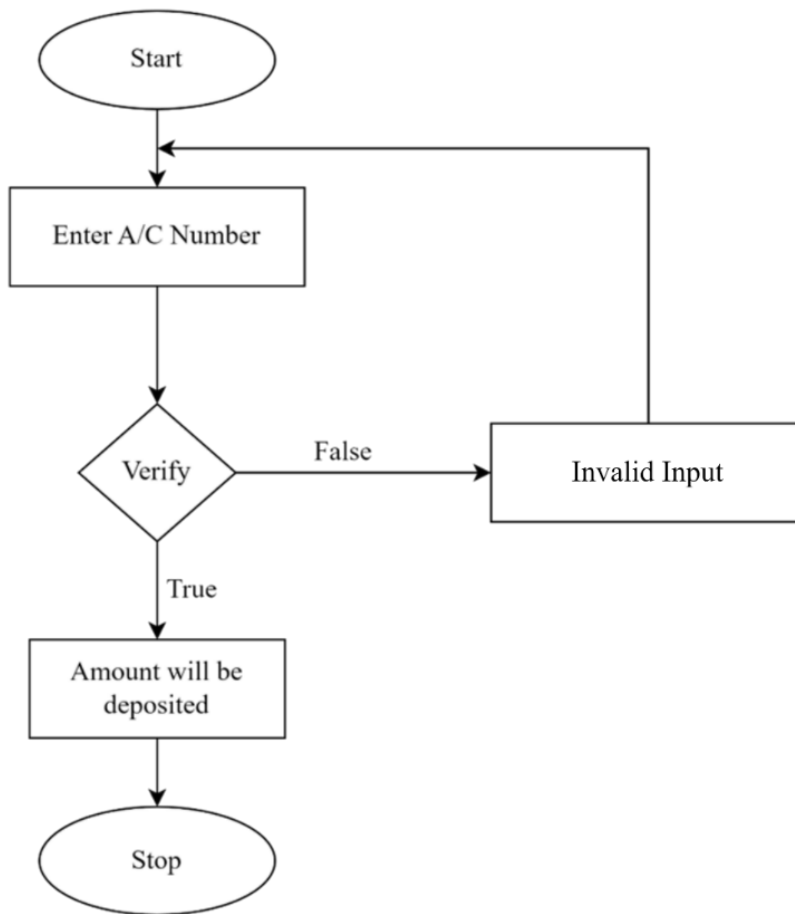 Start
Enter A/C Number
Verify
False
Invalid Input
True
Amount will be
deposited
Stop